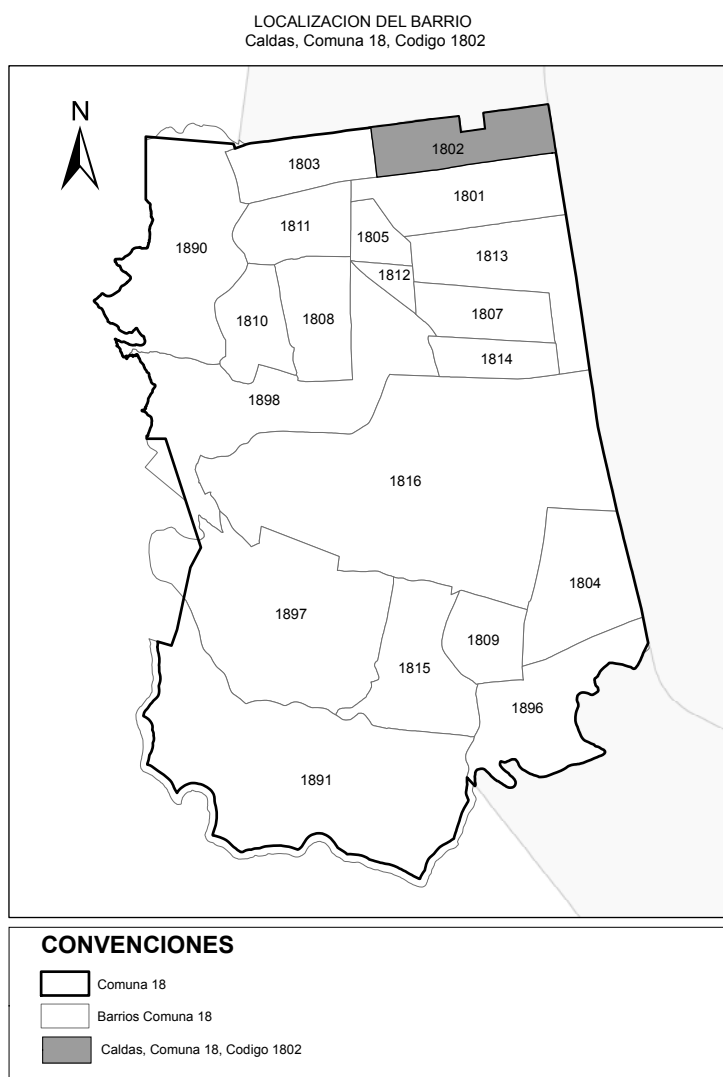 LOCALIZACION DEL BARRIO
Caldas, Comuna 18, Codigo 1802
N
1802
1803
1801
1811
1805
1890
1813
1812
1810
1808
1807
1814
1898
1816
1804
1897
1809
1815
1896
1891
CONVENCIONES
Comuna 18
Barrios Comuna 18
Caldas, Comuna 18, Codigo 1802